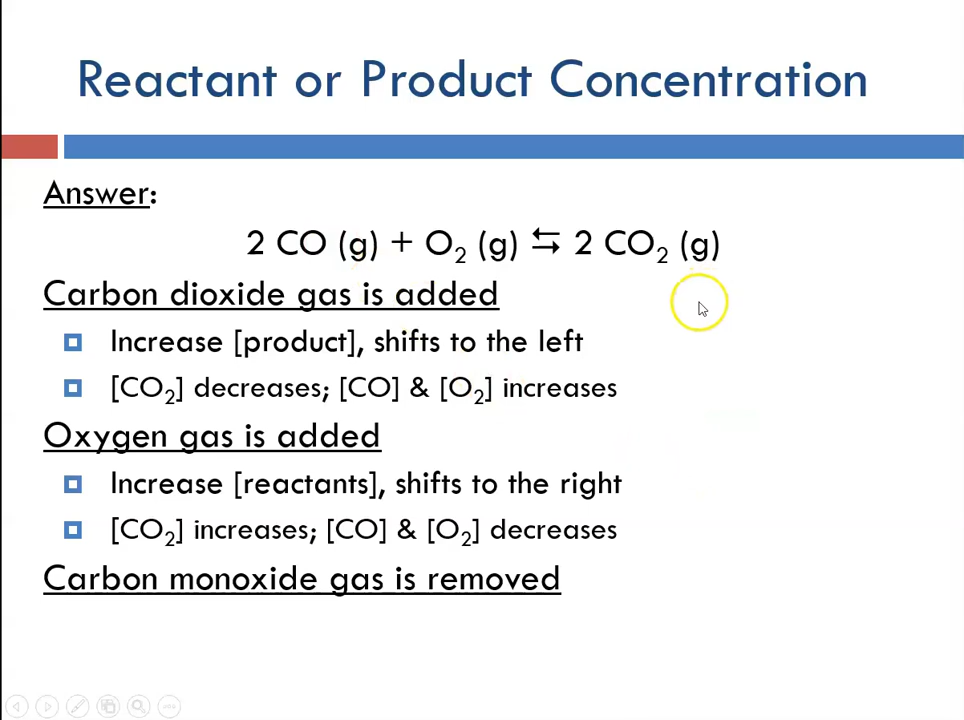 Reactant or Product Concentration
Answer:
2 CO (g) + O₂ (g) ⇆ 2 CO₂ (g)
Carbon dioxide gas is added
Increase [product], shifts to the left
[CO₂] decreases; [CO] & [O₂] increases
Oxygen gas is added
Increase [reactants], shifts to the right
[CO₂] increases; [CO] & [O₂] decreases
Carbon monoxide gas is removed